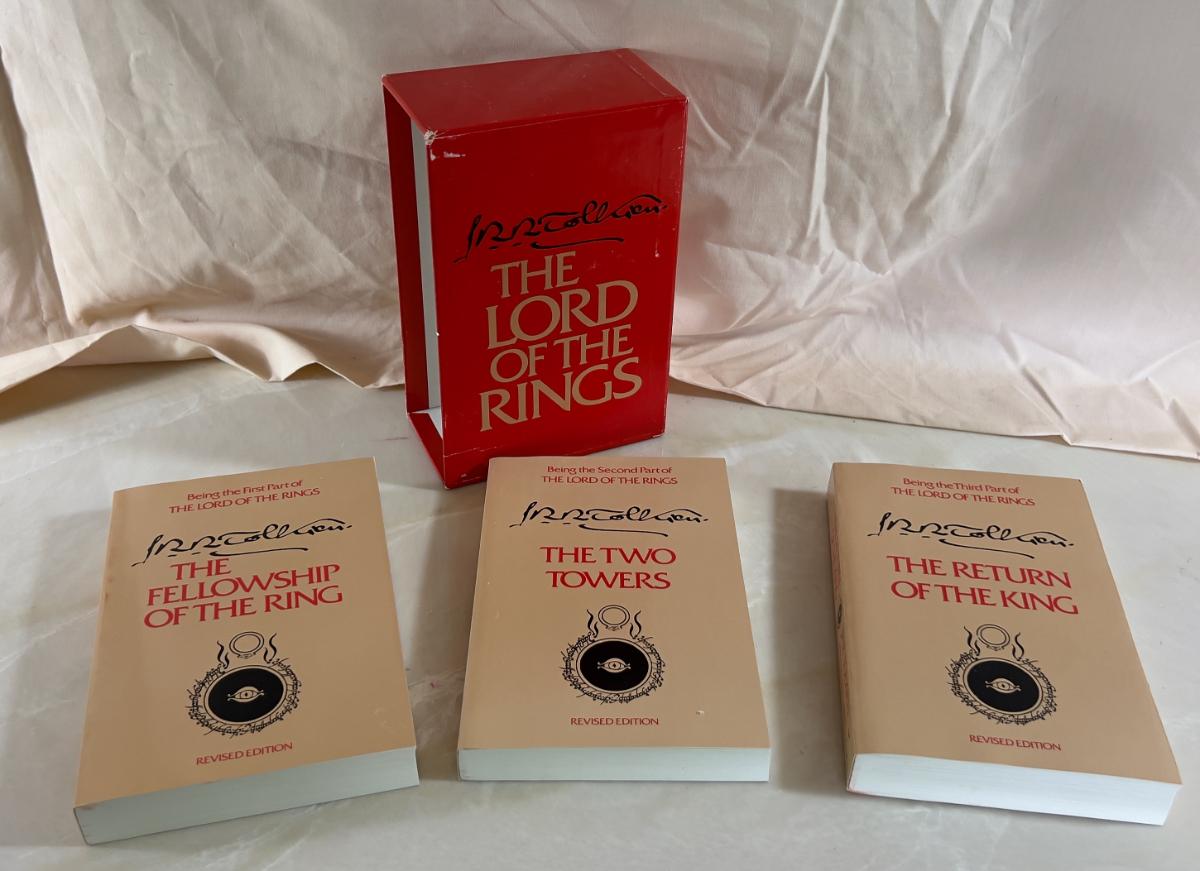 J.R.R. Tolkien
THE
LORD
OF THE
RINGS
Being the First Part of
THE LORD OF THE RINGS
J.R.R. Tolkien.
THE
FELLOWSHIP
OF THE RING
REVISED EDITION
Being the Second Part of
THE LORD OF THE RINGS
J.R.R. Tolkien.
THE TWO
TOWERS
REVISED EDITION
Being the Third Part of
THE LORD OF THE RINGS
J.R.R. Tolkien.
THE RETURN
OF THE KING
REVISED EDITION